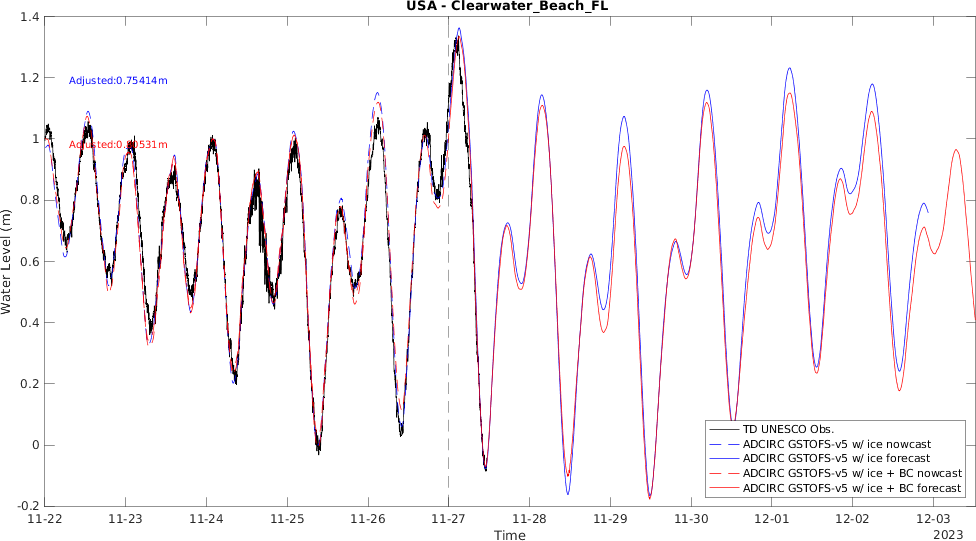 USA - Clearwater_Beach_FL
1.4
1.2
1
0.8
0.6
0.4
0.2
0
-0.2
Water Level (m)
Adjusted:0.75414m
TD UNESCO Obs.
ADCIRC GSTOFS-v5 w/ ice nowcast
ADCIRC GSTOFS-v5 w/ ice forecast
ADCIRC GSTOFS-v5 w/ ice + BC nowcast
ADCIRC GSTOFS-v5 w/ ice + BC forecast
11-22 11-23 11-24 11-25 11-26 11-27 11-28 11-29 11-30 12-01 12-02 12-03
Time
2023